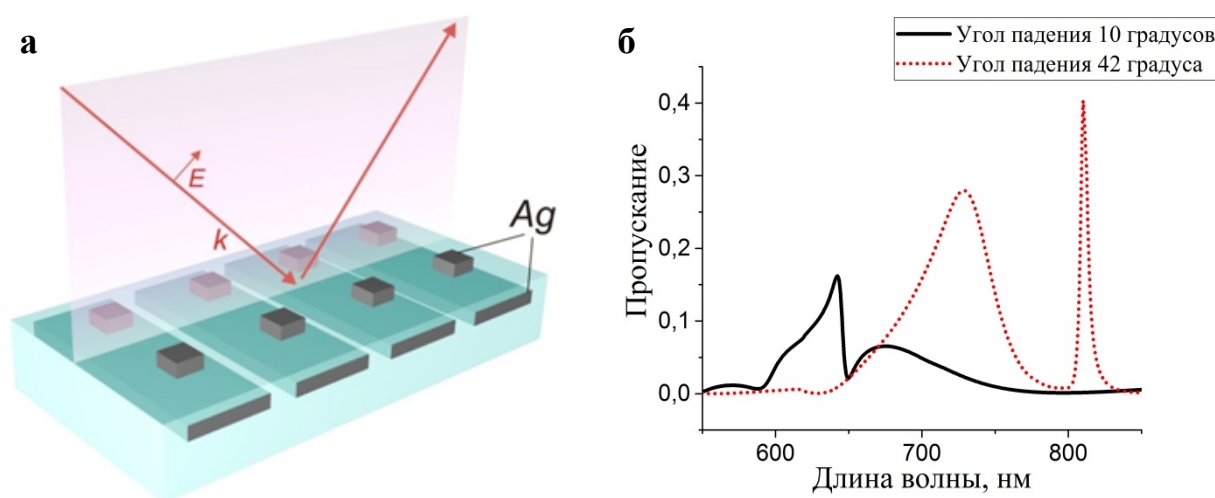 а
E
k
Ag
б
Угол падения 10 градусов
Угол падения 42 градуса
Пропускание
0,4
0,3
0,2
0,1
0,0
600
700
800
Длина волны, нм